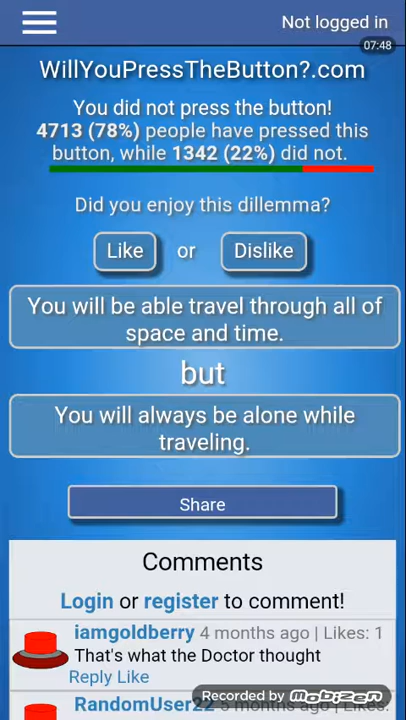 Not logged in
07:48
WillYouPressTheButton?.com
You did not press the button!
4713 (78%) people have pressed this
button, while 1342 (22%) did not.
Did you enjoy this dillemma?
Like or Dislike
You will be able travel through all of
space and time.
but
You will always be alone while
traveling.
Share
Comments
Login or register to comment!
iamgoldberry 4 months ago | Likes: 1
That's what the Doctor thought
Reply Like
RandomUser22 5 months ago | Likes:
Recorded by Mobizen